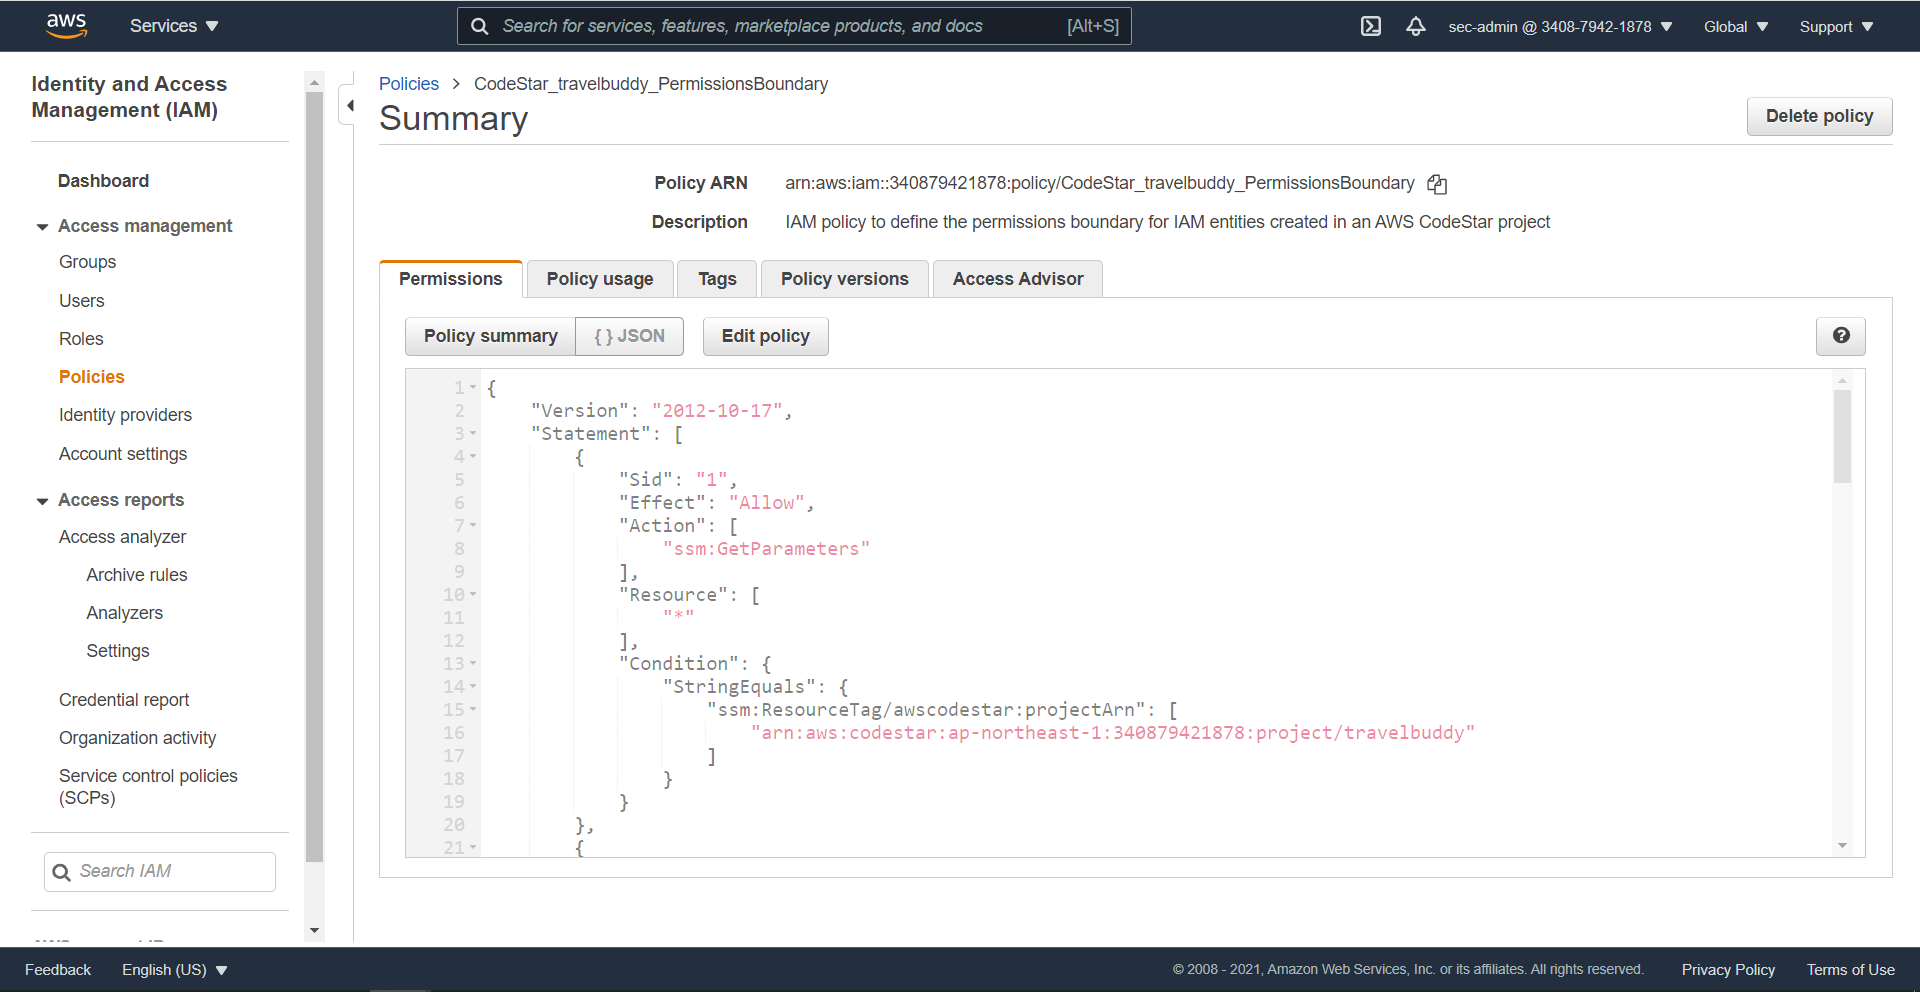 aws
Services
Search for services, features, marketplace products, and docs [Alt+S]
sec-admin @ 3408-7942-1878
Global
Support
Identity and Access
Management (IAM)
Dashboard
Access management
Groups
Users
Roles
Policies
Identity providers
Account settings
Access reports
Access analyzer
Archive rules
Analyzers
Settings
Credential report
Organization activity
Service control policies
(SCPs)
Search IAM
Policies > CodeStar_travelbuddy_PermissionsBoundary
Summary
Delete policy
Policy ARN arn:aws:iam::340879421878:policy/CodeStar_travelbuddy_PermissionsBoundary
Description IAM policy to define the permissions boundary for IAM entities created in an AWS CodeStar project
Permissions
Policy usage
Tags
Policy versions
Access Advisor
Policy summary
{ } JSON
Edit policy
?
1 {
2 "Version": "2012-10-17",
3 "Statement": [
4 {
5 "Sid": "1",
6 "Effect": "Allow",
7 "Action": [
8 "ssm:GetParameters"
9 ],
10 "Resource": [
11 "*"
12 ],
13 "Condition": {
14 "StringEquals": {
15 "ssm:ResourceTag/awscodestar:projectArn": [
16 "arn:aws:codestar:ap-northeast-1:340879421878:project/travelbuddy"
17 ]
18 }
19 }
20 },
21 {
Feedback
English (US)
© 2008 - 2021, Amazon Web Services, Inc. or its affiliates. All rights reserved.
Privacy Policy
Terms of Use